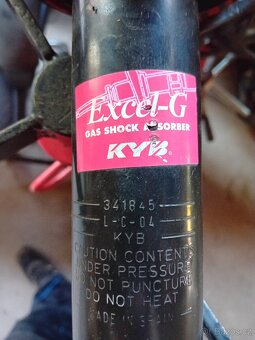 Excel-G
GAS SHOCK ABSORBER
KYB
341845
L-C-04
KYB
CAUTION CONTENTS
UNDER PRESSURE
DO NOT PUNCTURE
DO NOT HEAT
MADE IN SPAIN